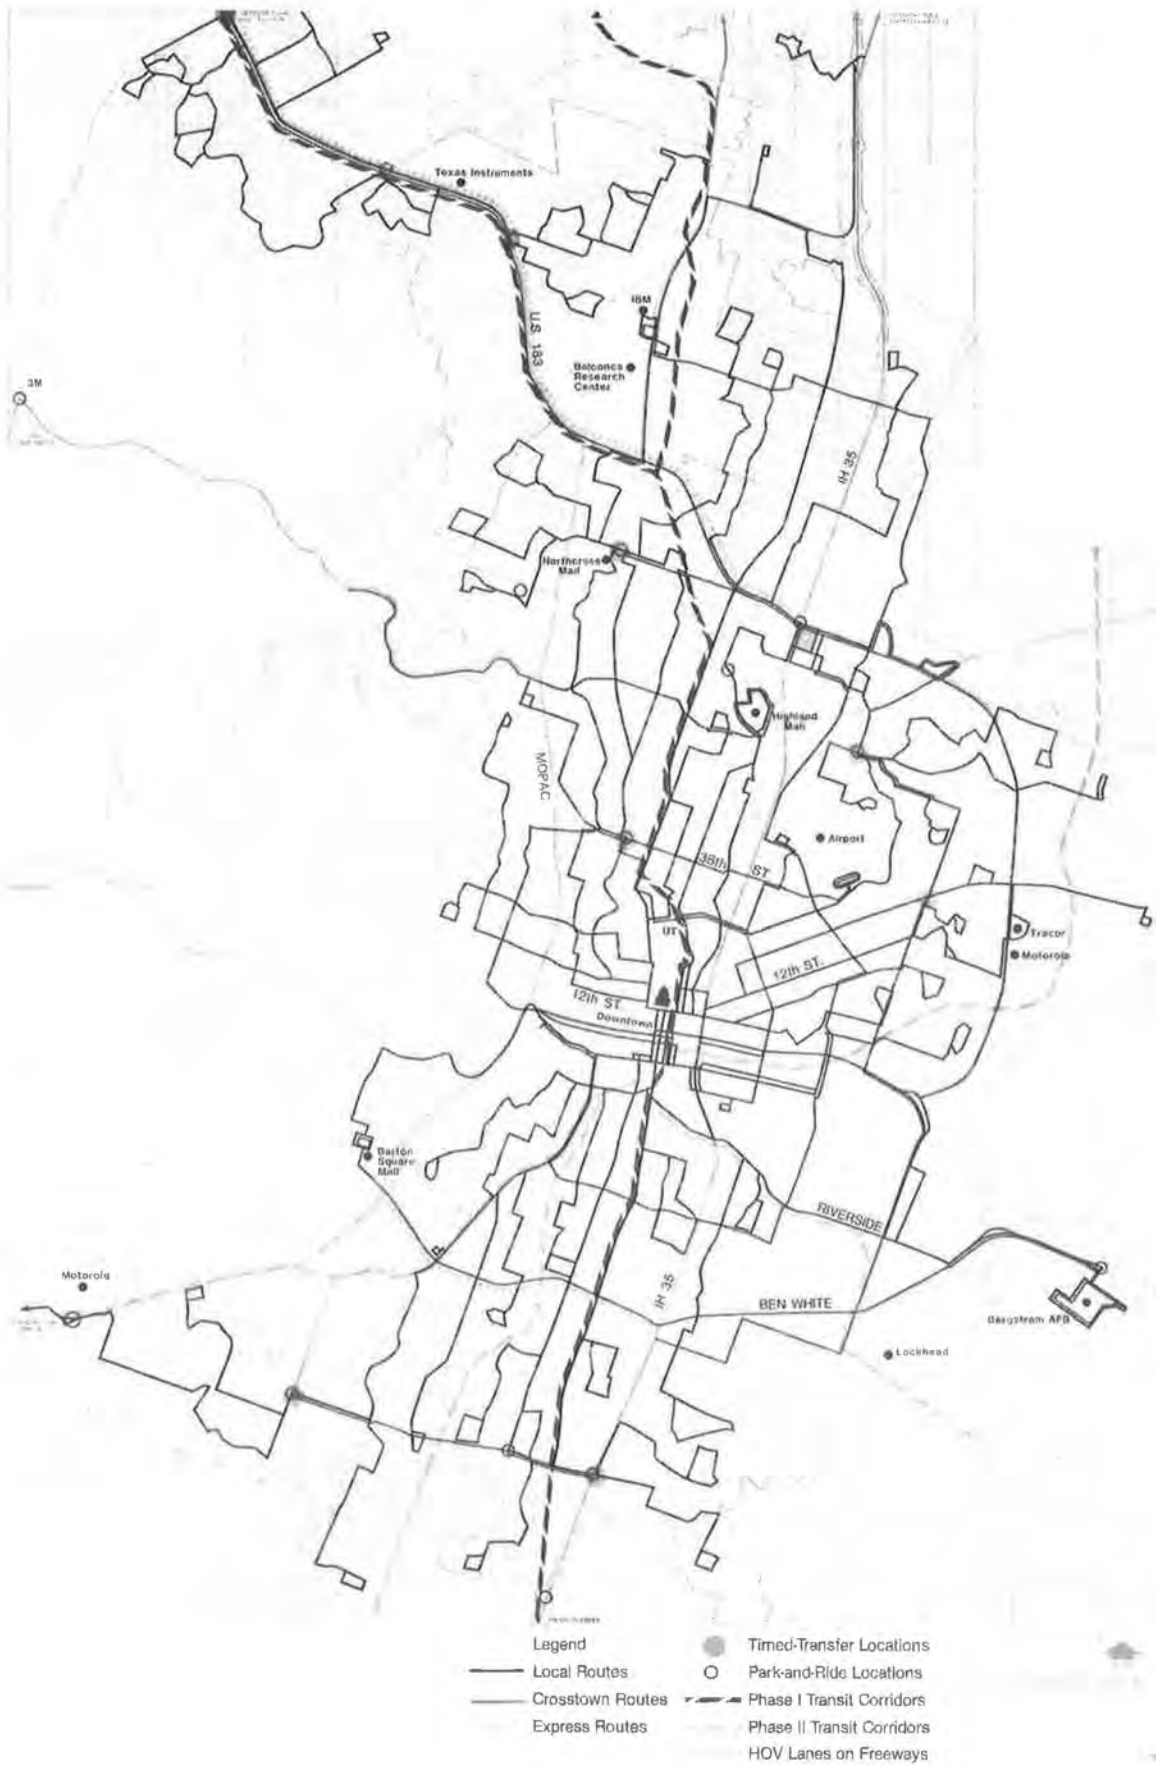 Texas Instruments
IBM
U.S. 183
Balcones
Research
Center
3M
IH 35
Northcross
Mall
Highland
Mall
MOPAC
Airport
38th ST
UT
Tracor
Motorola
12th ST.
12th ST
Downtown
Barton
Square
Mall
RIVERSIDE
Motorola
IH 35
BEN WHITE
Bergstrom AFB
Lockheed
Legend
Local Routes
Crosstown Routes
Express Routes
Timed-Transfer Locations
Park-and-Ride Locations
Phase I Transit Corridors
Phase II Transit Corridors
HOV Lanes on Freeways